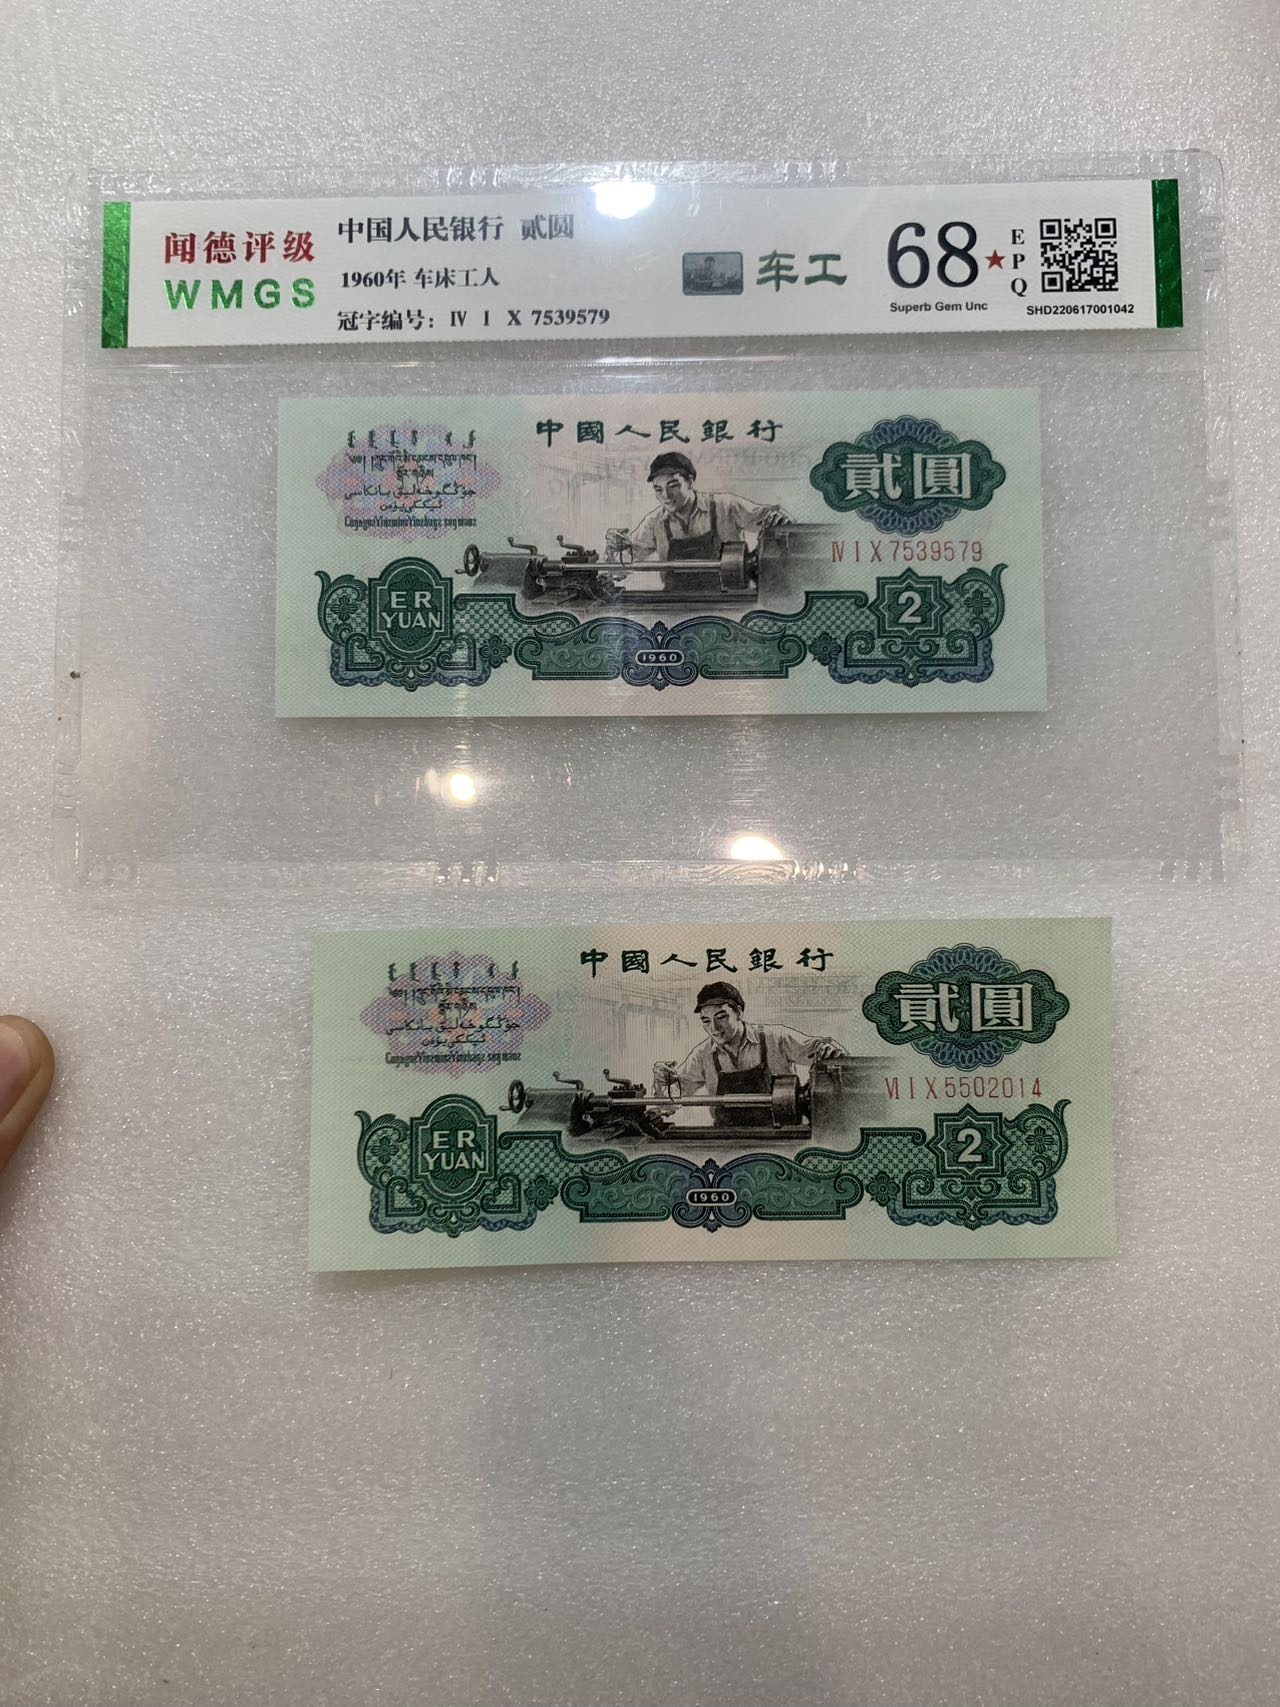 闻德评级
WMGS
中国人民银行 贰圆
1960年 车床工人
冠字编号: Ⅳ Ⅰ Ⅹ 7539579
车工
68★
EPQ
Superb Gem Unc
SHD220617001042
中國人民銀行
貳圓
ⅣⅠⅩ7539579
ER
YUAN
2
1960
中國人民銀行
貳圓
ⅥⅠⅩ5502014
ER
YUAN
2
1960